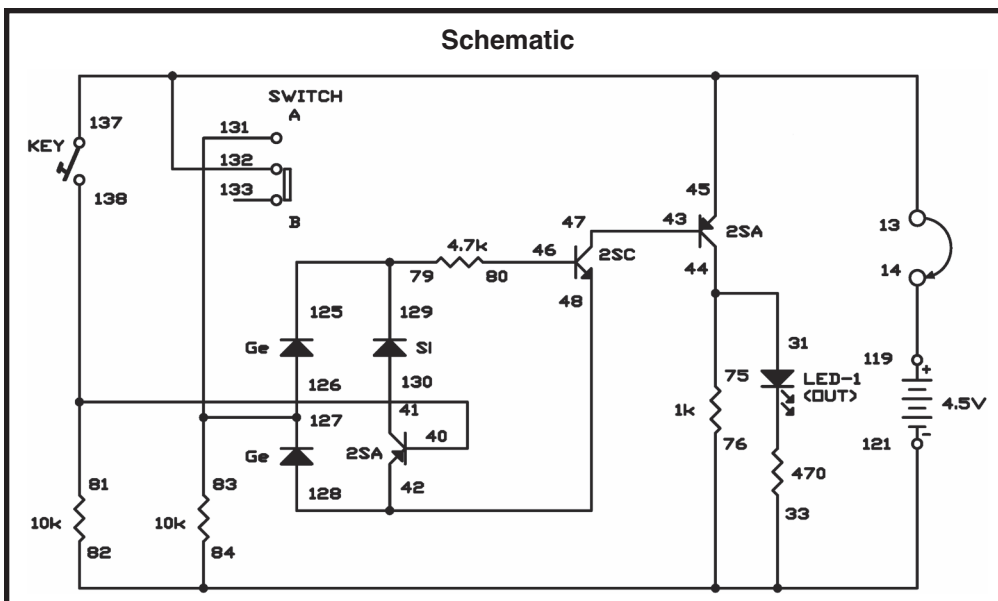 Schematic
SWITCH
A
137
131
KEY
132
138
133
B
45
47
43
2SA
13
4.7k
46
2SC
79
80
44
14
48
125
129
Ge
SI
31
119
+
126
130
75
LED-1
(OUT)
4.5V
127
41
40
1k
76
121
-
Ge
2SA
128
42
81
83
470
10k
10k
33
82
84